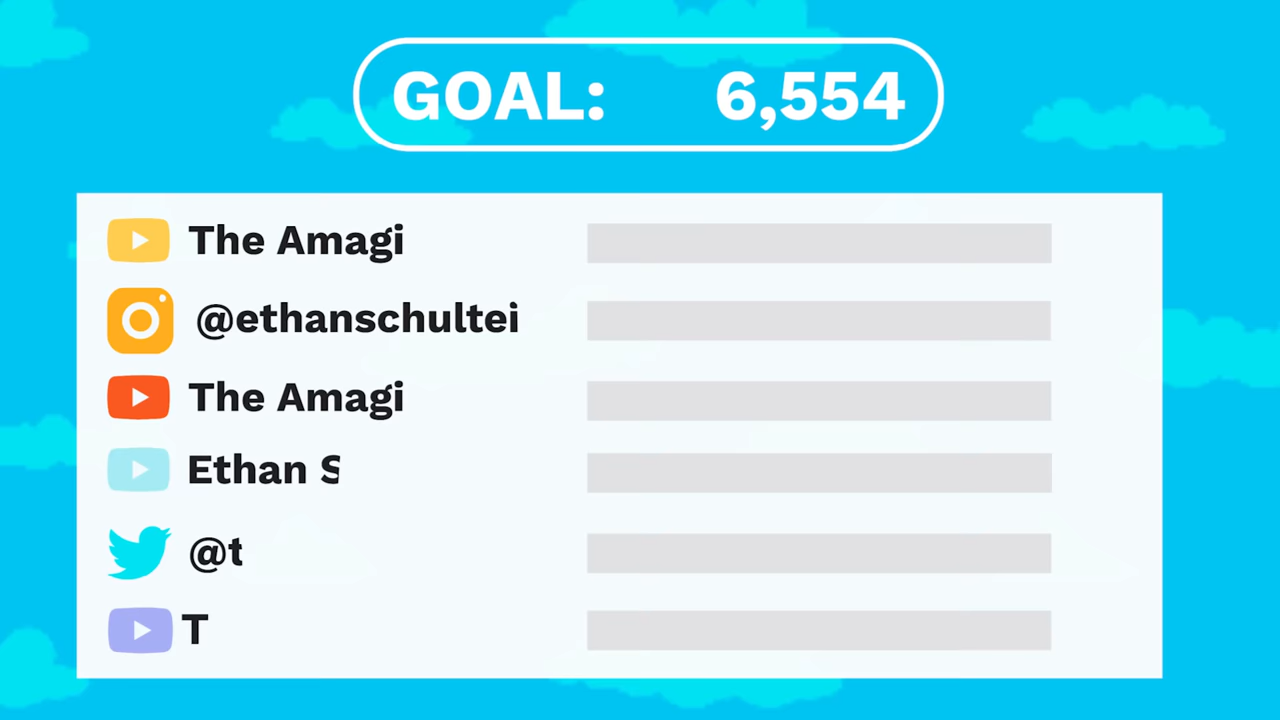 GOAL: 6,554
The Amagi
@ethanschultei
The Amagi
Ethan S
@t
T